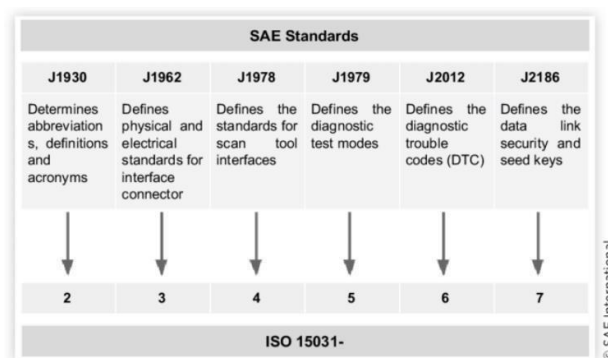 SAE Standards
J1930 J1962 J1978 J1979 J2012 J2186
Determines
abbreviation
s, definitions
and
acronyms
Defines
physical and
electrical
standards for
interface
connector
Defines the
standards for
scan tool
interfaces
Defines the
diagnostic
test modes
Defines the
diagnostic
trouble
codes (DTC)
Defines the
data link
security and
seed keys
2 3 4 5 6 7
ISO 15031-
© SAE International